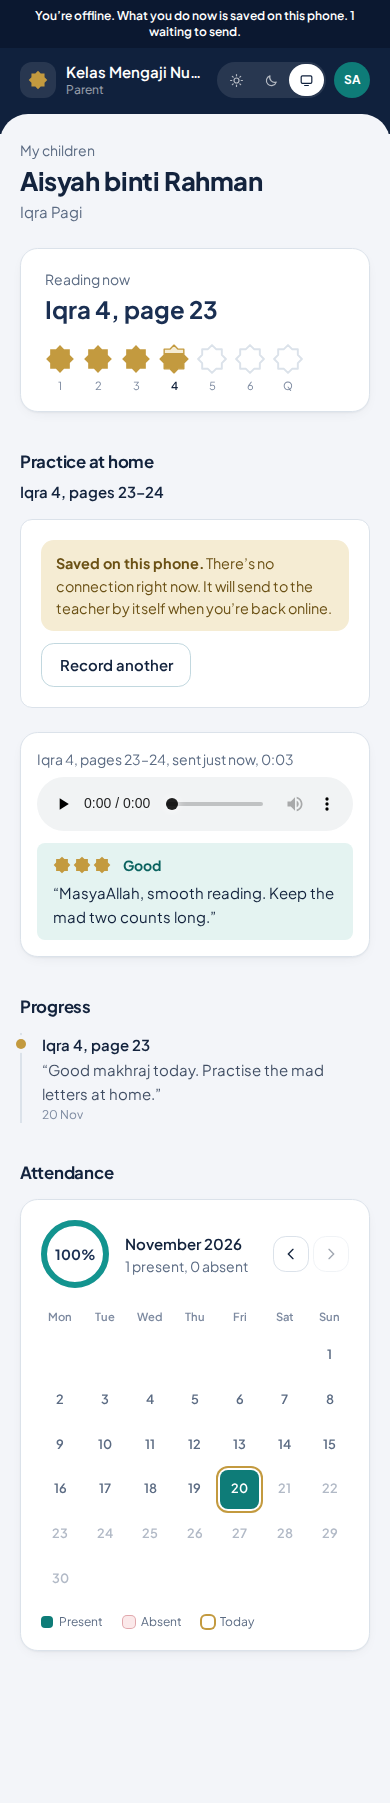 You're offline. What you do now is saved on this phone. 1
waiting to send.
Kelas Mengaji Nu...
Parent
SA
My children
Aisyah binti Rahman
Iqra Pagi
Reading now
Iqra 4, page 23
1 2 3 4 5 6 Q
Practice at home
Iqra 4, pages 23–24
Saved on this phone. There's no
connection right now. It will send to the
teacher by itself when you're back online.
Record another
Iqra 4, pages 23–24, sent just now, 0:03
0:00 / 0:00
Good
“MasyaAllah, smooth reading. Keep the
mad two counts long.”
Progress
Iqra 4, page 23
“Good makhraj today. Practise the mad
letters at home.”
20 Nov
Attendance
100%
November 2026
1 present, 0 absent
Mon Tue Wed Thu Fri Sat Sun
1
2 3 4 5 6 7 8
9 10 11 12 13 14 15
16 17 18 19 20 21 22
23 24 25 26 27 28 29
30
Present Absent Today